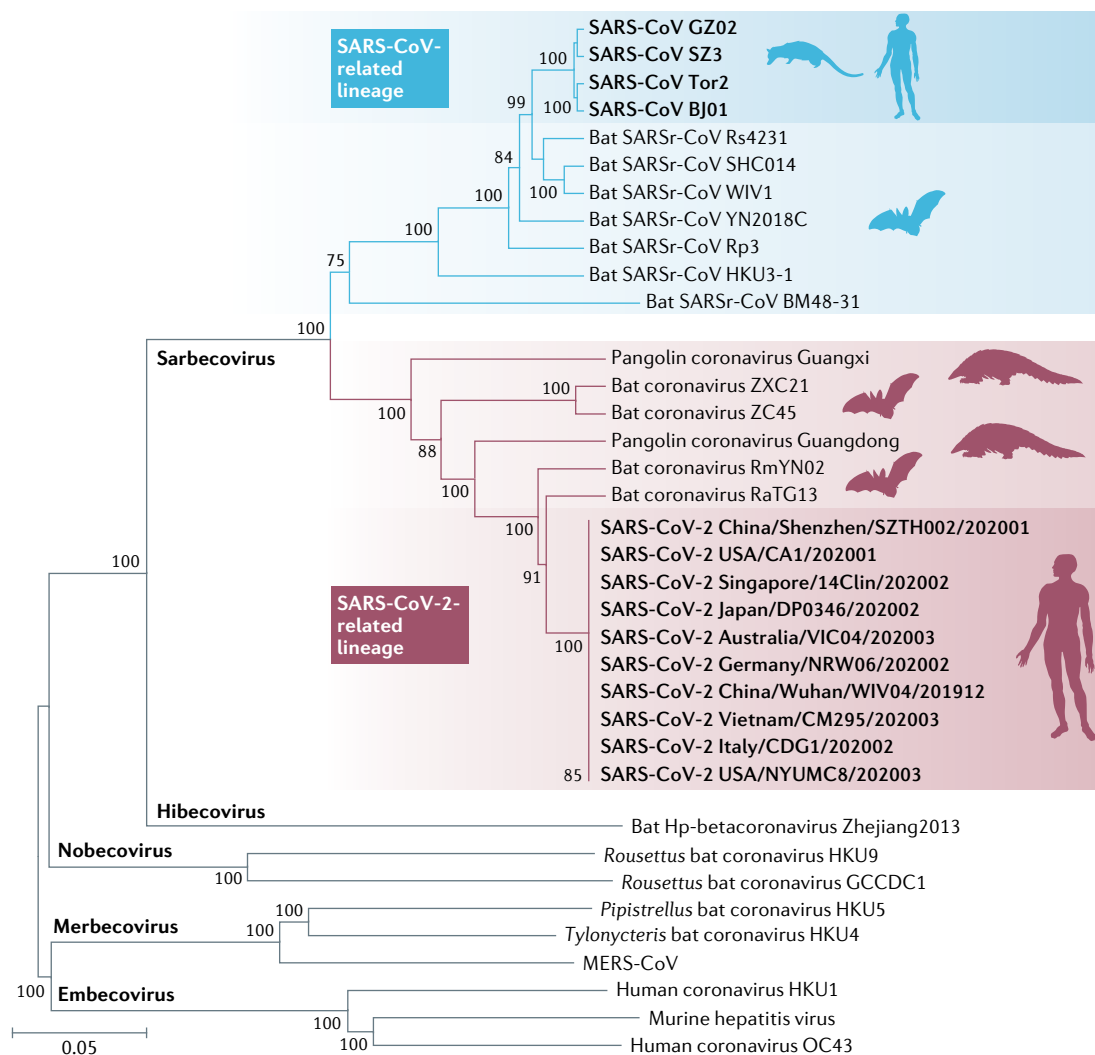 SARS-CoV-
related
lineage
100
SARS-CoV GZ02
SARS-CoV SZ3
SARS-CoV Tor2
100
SARS-CoV BJ01
99
Bat SARSr-CoV Rs4231
84
Bat SARSr-CoV SHC014
100
100
Bat SARSr-CoV WIV1
Bat SARSr-CoV YN2018C
100
Bat SARSr-CoV Rp3
75
Bat SARSr-CoV HKU3-1
Bat SARSr-CoV BM48-31
100
Sarbecovirus
Pangolin coronavirus Guangxi
100
Bat coronavirus ZXC21
100
Bat coronavirus ZC45
88
Pangolin coronavirus Guangdong
Bat coronavirus RmYN02
100
Bat coronavirus RaTG13
100
SARS-CoV-2 China/Shenzhen/SZTH002/202001
SARS-CoV-2 USA/CA1/202001
100
91
SARS-CoV-2 Singapore/14Clin/202002
SARS-CoV-2-
related
lineage
SARS-CoV-2 Japan/DP0346/202002
SARS-CoV-2 Australia/VIC04/202003
100
SARS-CoV-2 Germany/NRW06/202002
SARS-CoV-2 China/Wuhan/WIV04/201912
SARS-CoV-2 Vietnam/CM295/202003
SARS-CoV-2 Italy/CDG1/202002
85
SARS-CoV-2 USA/NYUMC8/202003
Hibecovirus
Bat Hp-betacoronavirus Zhejiang2013
Nobecovirus
Rousettus bat coronavirus HKU9
100
Rousettus bat coronavirus GCCDC1
Merbecovirus
100
Pipistrellus bat coronavirus HKU5
100
Tylonycteris bat coronavirus HKU4
MERS-CoV
100
Embecovirus
Human coronavirus HKU1
100
Murine hepatitis virus
100
Human coronavirus OC43
0.05